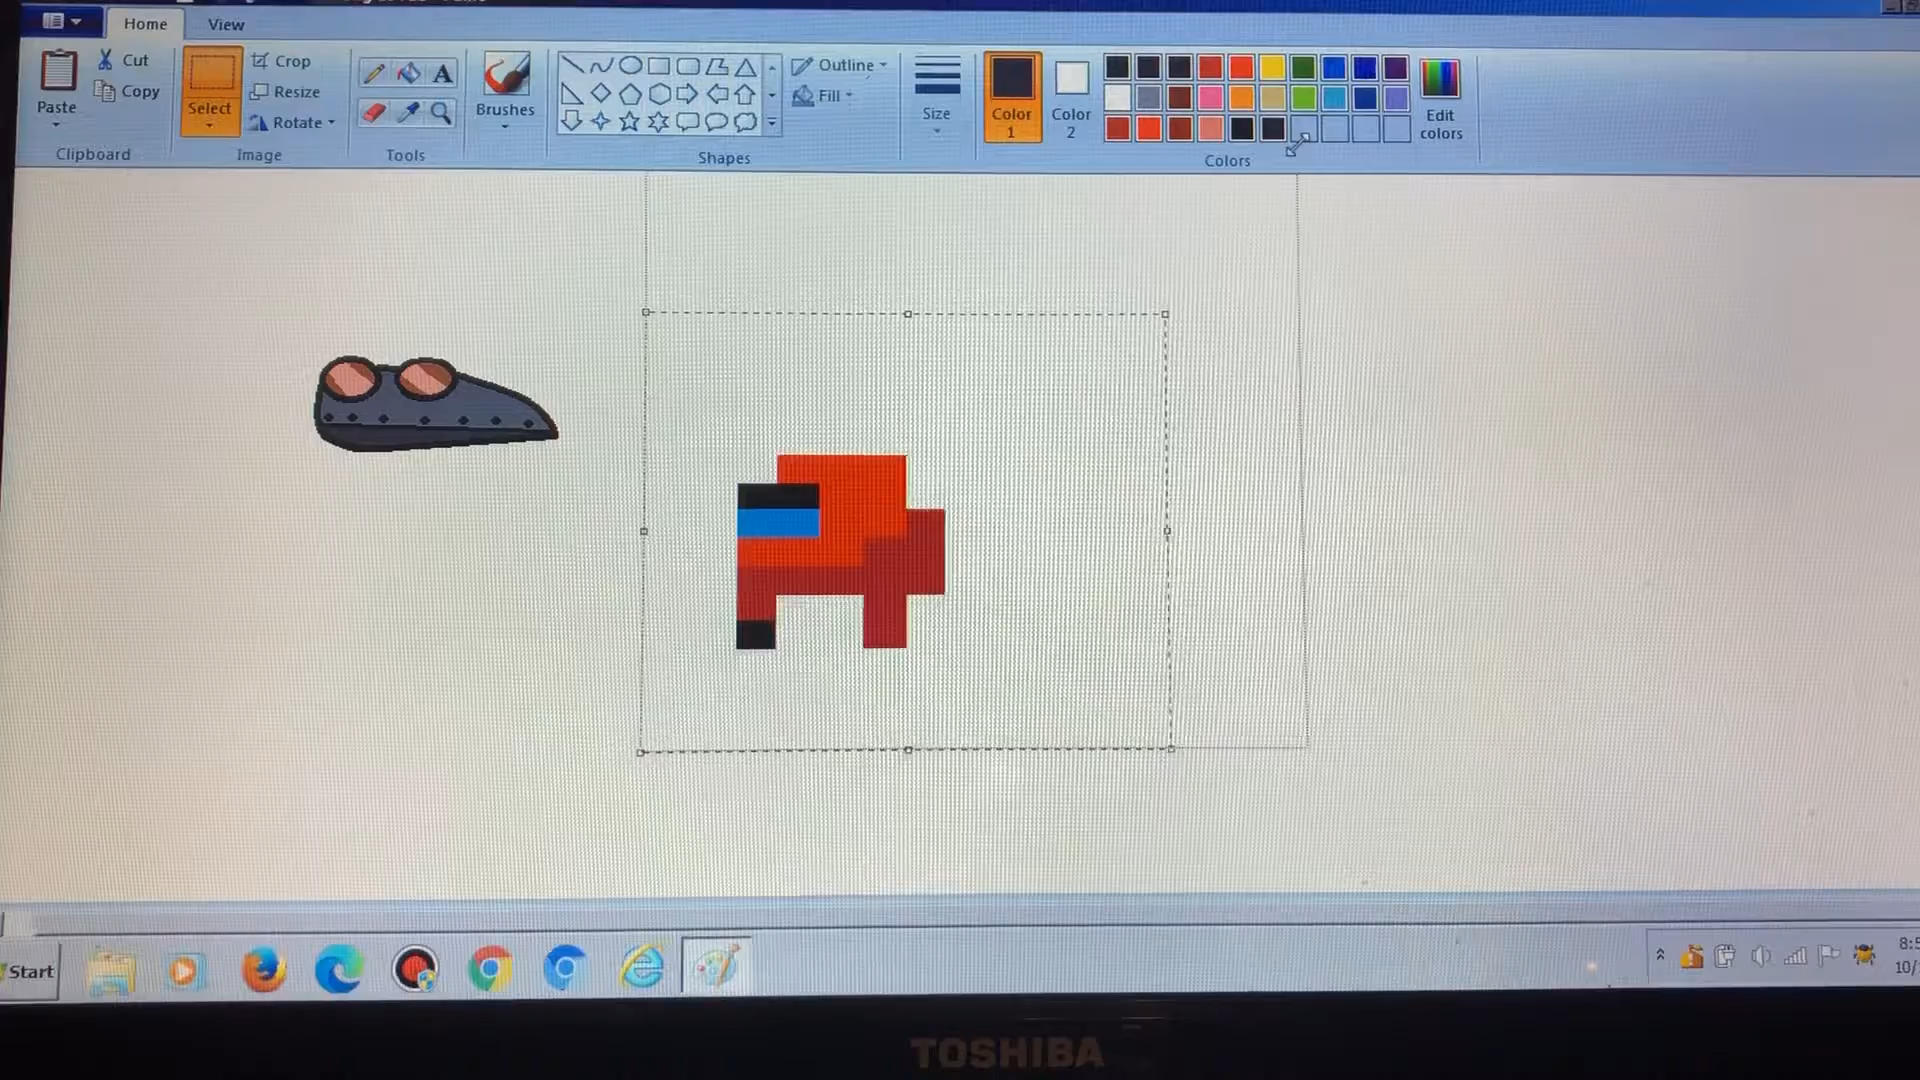 Home View
Paste
Cut
Copy
Clipboard
Select
Crop
Resize
Rotate
Image
A
Tools
Brushes
Shapes
Outline
Fill
Size
Color 1
Color 2
Colors
Edit colors
Start
TOSHIBA